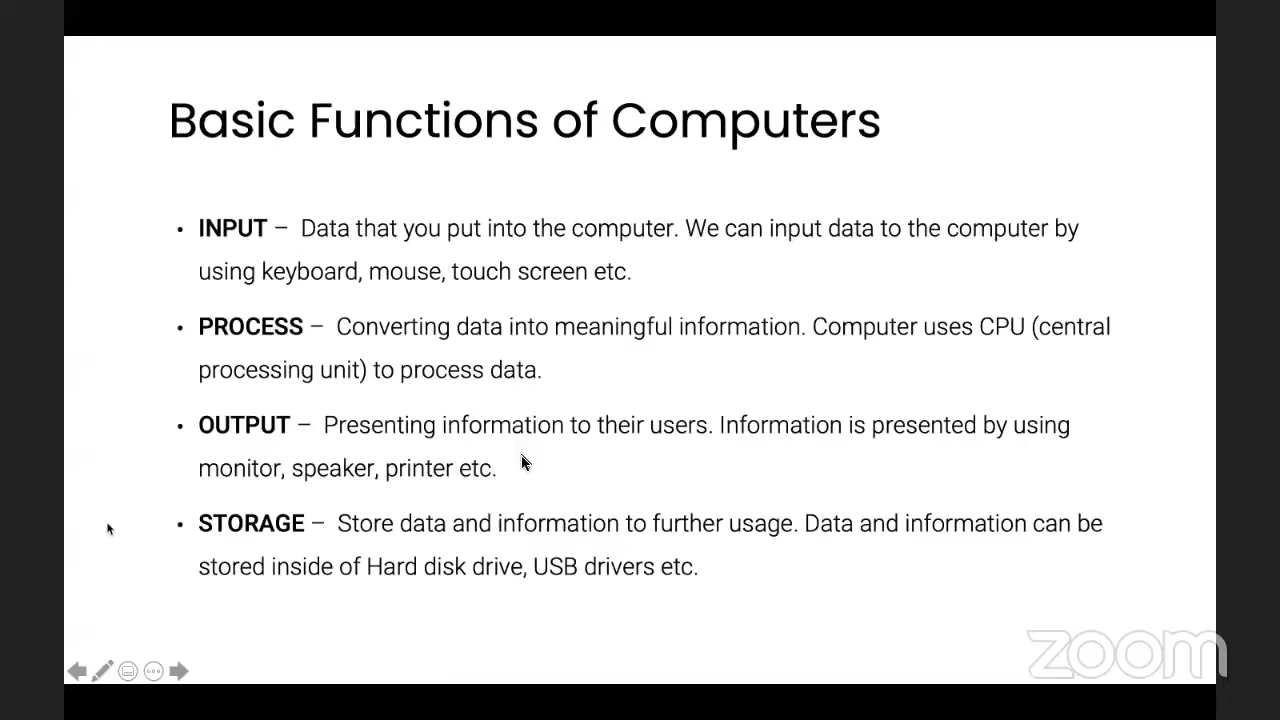 Basic Functions of Computers
• INPUT – Data that you put into the computer. We can input data to the computer by
using keyboard, mouse, touch screen etc.
• PROCESS – Converting data into meaningful information. Computer uses CPU (central
processing unit) to process data.
• OUTPUT – Presenting information to their users. Information is presented by using
monitor, speaker, printer etc.
• STORAGE – Store data and information to further usage. Data and information can be
stored inside of Hard disk drive, USB drivers etc.
zoom